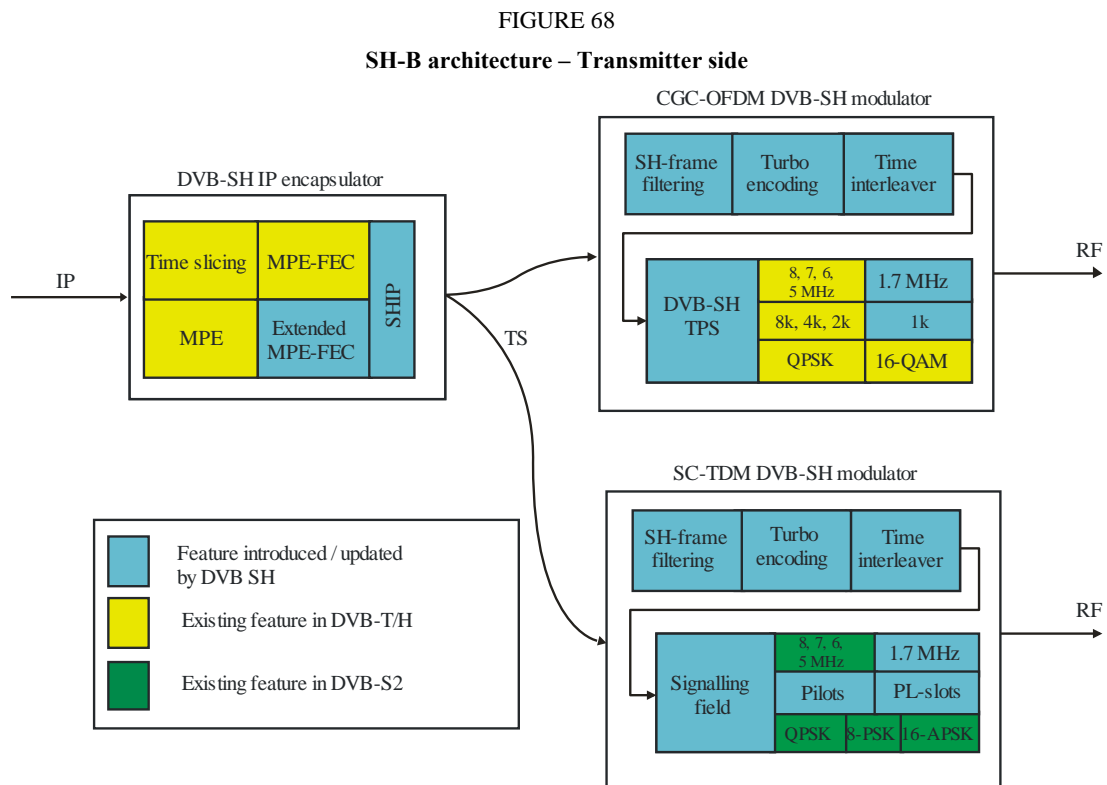 FIGURE 68
SH-B architecture – Transmitter side
CGC-OFDM DVB-SH modulator
SH-frame
filtering
Turbo
encoding
Time
interleaver
DVB-SH IP encapsulator
Time slicing
MPE-FEC
MPE
Extended
MPE-FEC
SHIP
IP
TS
RF
DVB-SH
TPS
8, 7, 6,
5 MHz
1.7 MHz
8k, 4k, 2k
1k
QPSK
16-QAM
SC-TDM DVB-SH modulator
SH-frame
filtering
Turbo
encoding
Time
interleaver
RF
Signalling
field
8, 7, 6,
5 MHz
1.7 MHz
Pilots
PL-slots
QPSK
8-PSK
16-APSK
Feature introduced / updated
by DVB SH
Existing feature in DVB-T/H
Existing feature in DVB-S2